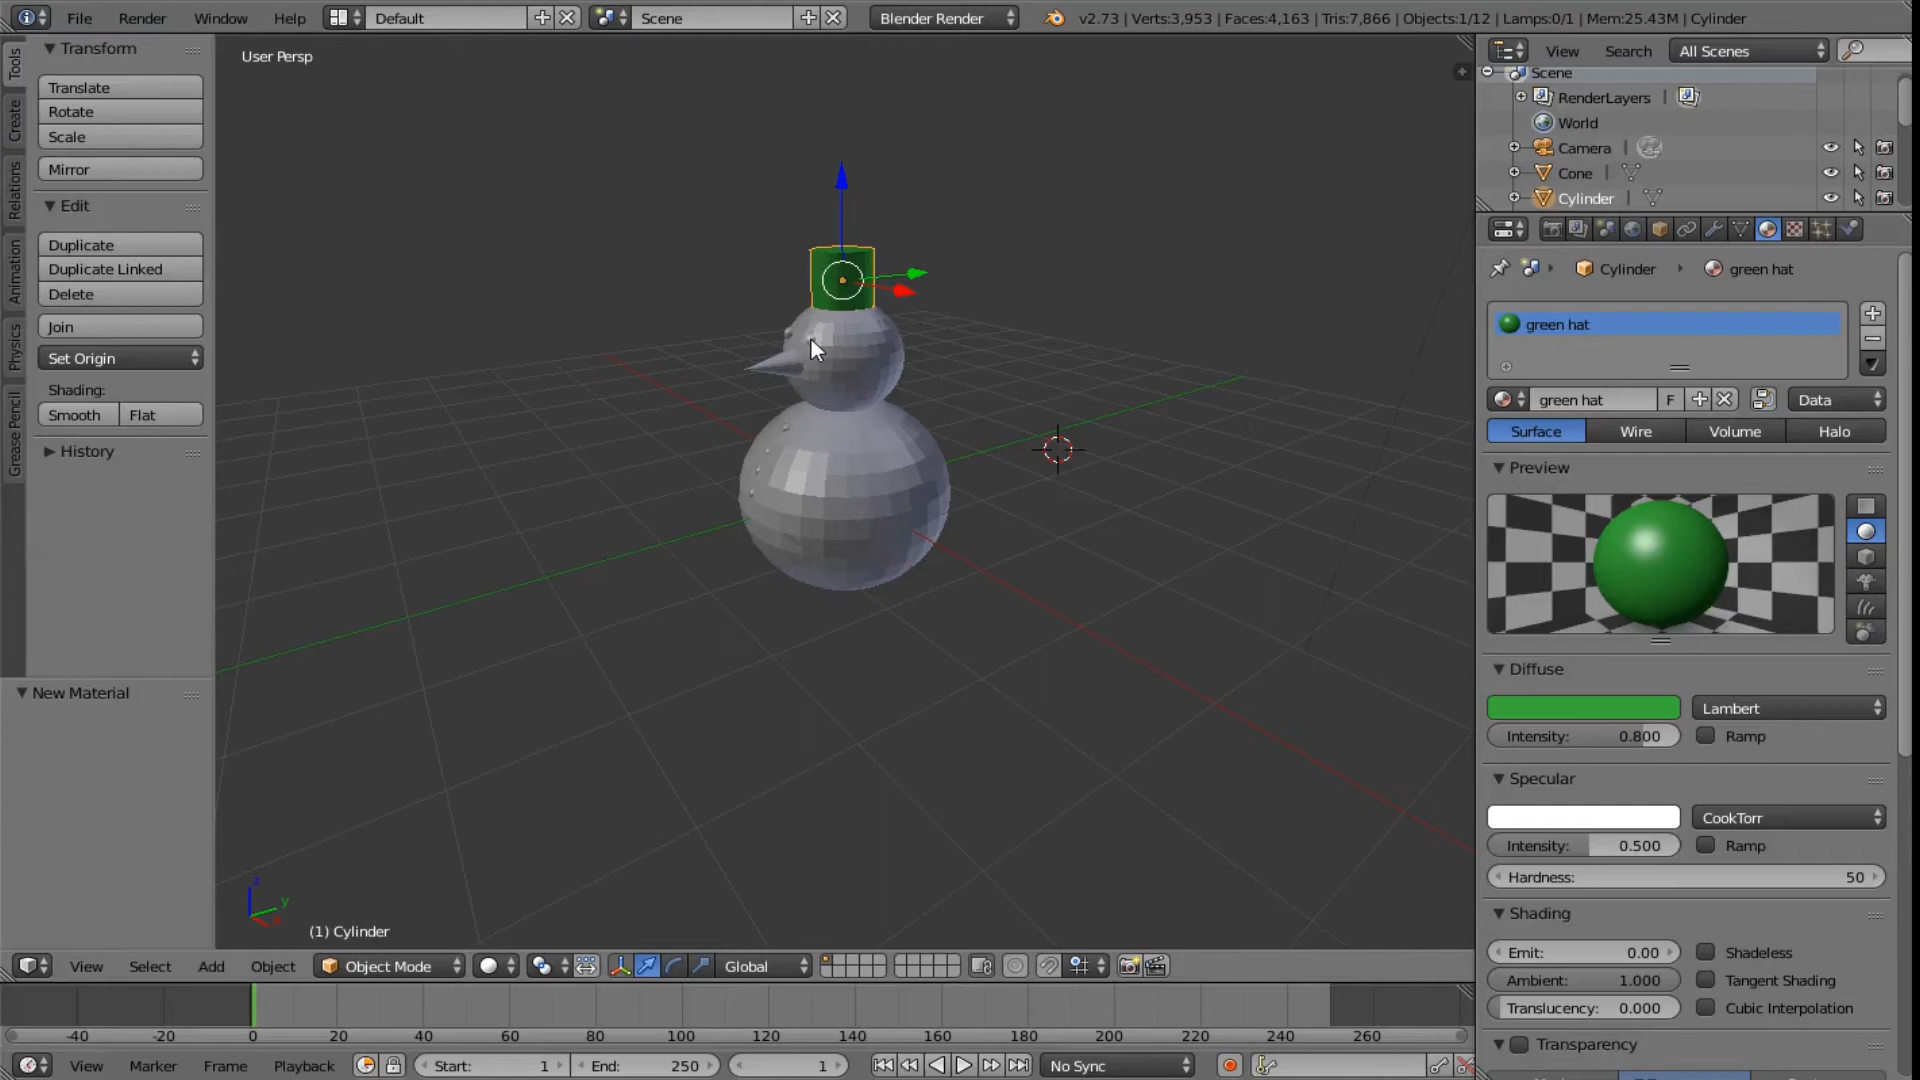 File Render Window Help Default Scene Blender Render v2.73 | Verts:3,953 | Faces:4,163 | Tris:7,866 | Objects:1/12 | Lamps:0/1 | Mem:25.43M | Cylinder
Tools
Create
Relations
Animation
Physics
Grease Pencil
Transform
Translate
Rotate
Scale
Mirror
Edit
Duplicate
Duplicate Linked
Delete
Join
Set Origin
Shading:
Smooth Flat
History
New Material
User Persp
z
y
x
(1) Cylinder
View Select Add Object Object Mode Global
-40 -20 0 20 40 60 80 100 120 140 160 180 200 220 240 260
View Marker Frame Playback Start: 1 End: 250 1 No Sync
View Search All Scenes
Scene
RenderLayers |
World
Camera |
Cone |
Cylinder |
Cylinder green hat
green hat
green hat F Data
Surface Wire Volume Halo
Preview
Diffuse
Lambert
Intensity: 0.800 Ramp
Specular
CookTorr
Intensity: 0.500 Ramp
Hardness: 50
Shading
Emit: 0.00 Shadeless
Ambient: 1.000 Tangent Shading
Translucency: 0.000 Cubic Interpolation
Transparency